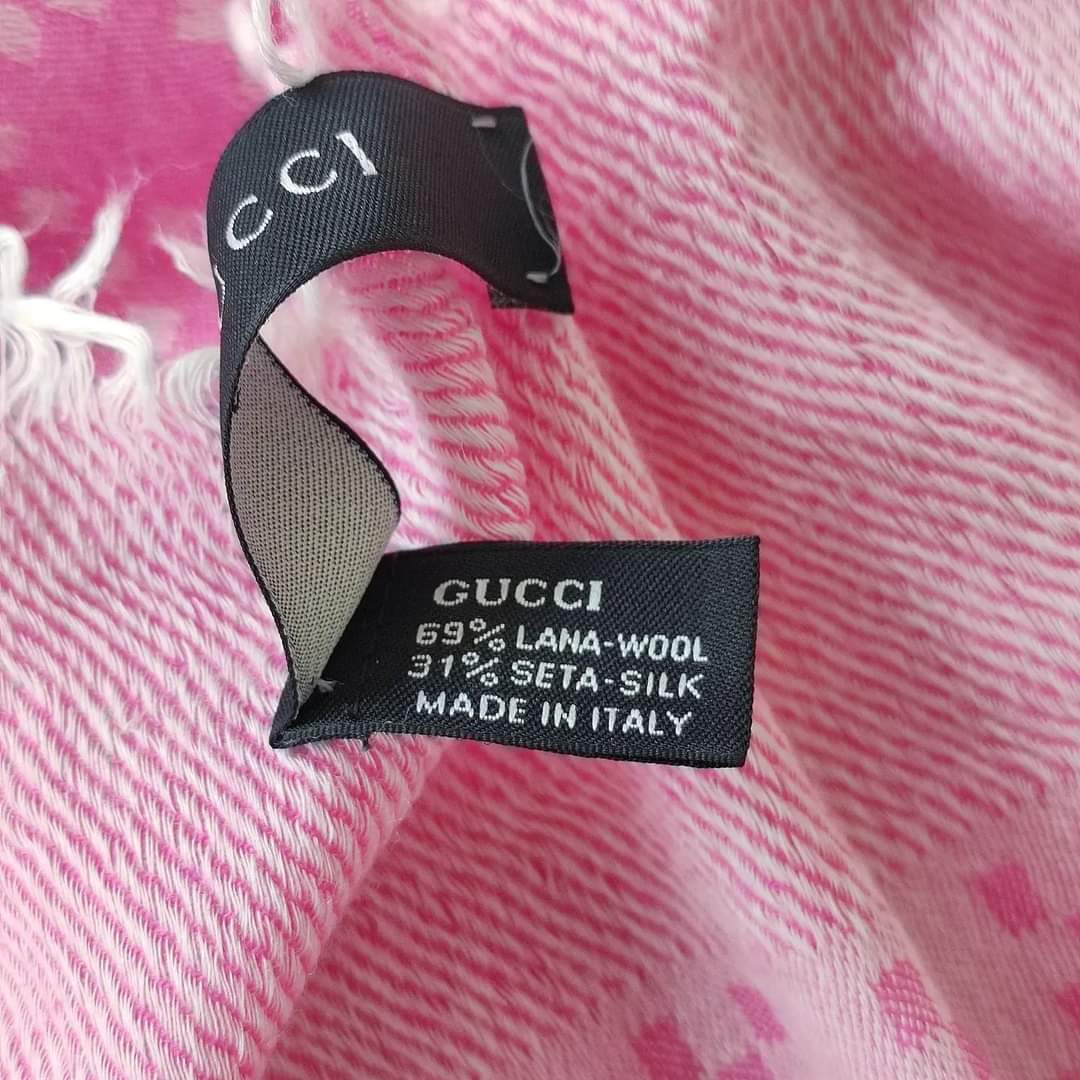 CCI
GUCCI
69% LANA-WOOL
31% SETA-SILK
MADE IN ITALY